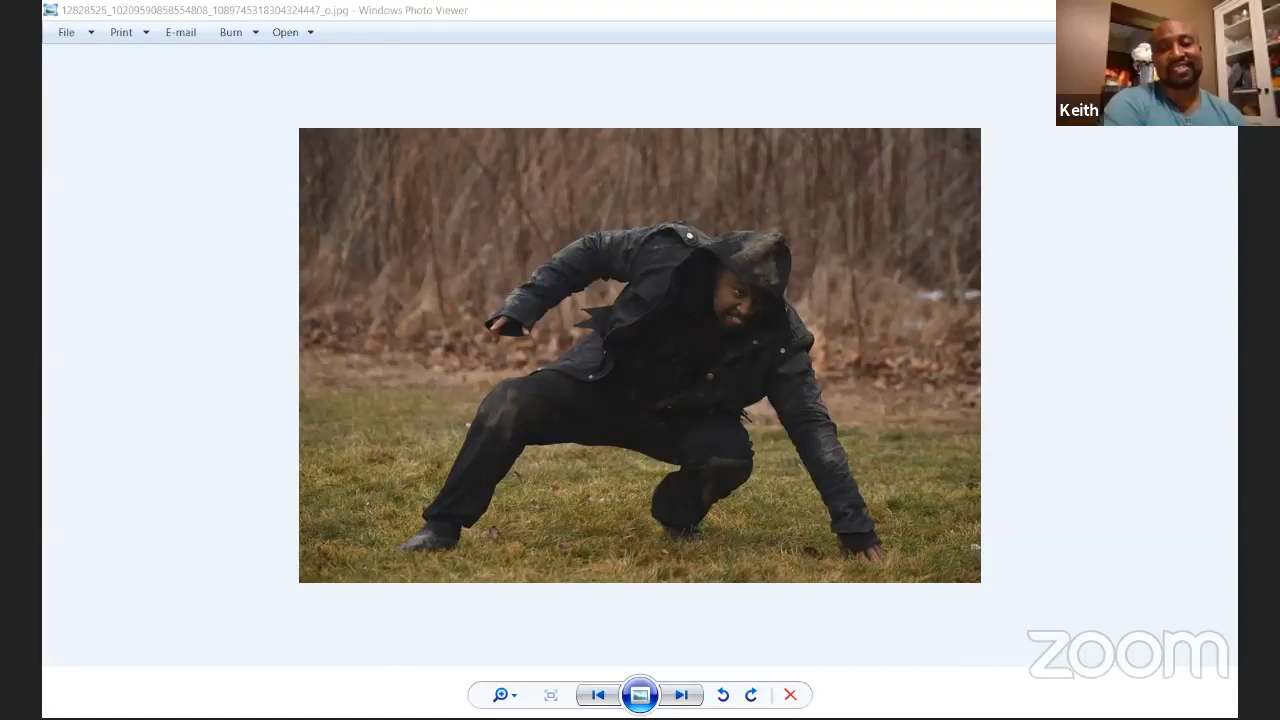 12828525_10209590858554808_1089745318304324447_o.jpg - Windows Photo Viewer
File Print E-mail Burn Open
Keith
zoom